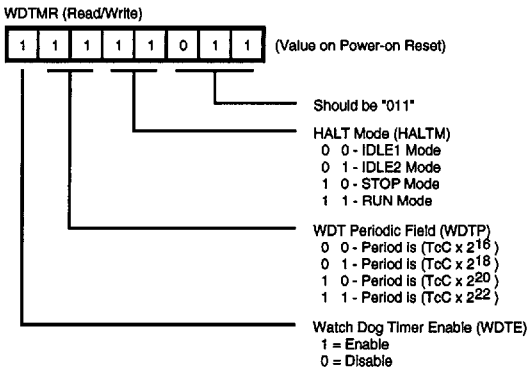 WDTMR (Read/Write)
1 1 1 1 1 0 1 1 (Value on Power-on Reset)
Should be "011"
HALT Mode (HALTM)
0 0 - IDLE1 Mode
0 1 - IDLE2 Mode
1 0 - STOP Mode
1 1 - RUN Mode
WDT Periodic Field (WDTP)
0 0 - Period is (TcC x 2^16)
0 1 - Period is (TcC x 2^18)
1 0 - Period is (TcC x 2^20)
1 1 - Period is (TcC x 2^22)
Watch Dog Timer Enable (WDTE)
1 = Enable
0 = Disable